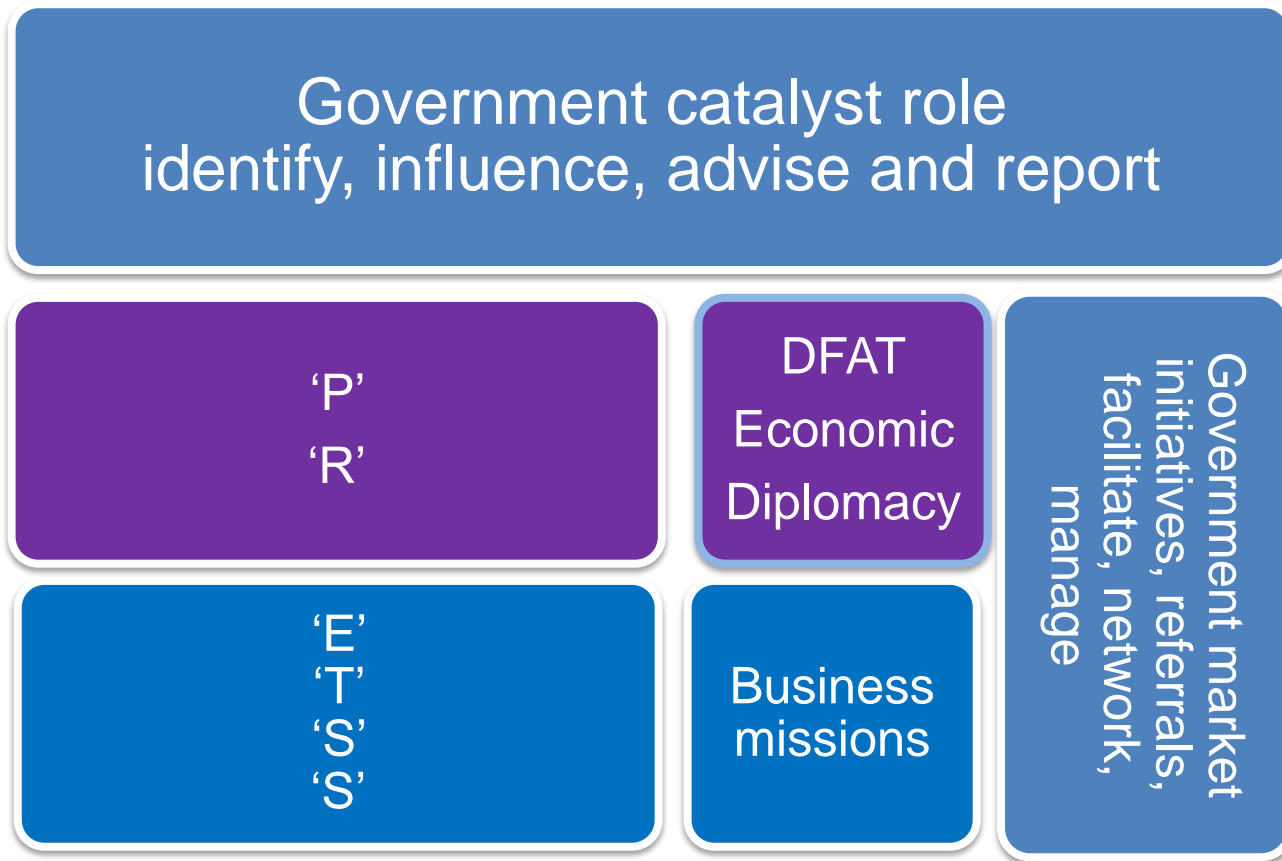 Government catalyst role
identify, influence, advise and report
‘P’
‘R’
DFAT
Economic
Diplomacy
Government market
initiatives, referrals,
facilitate, network,
manage
‘E’
‘T’
‘S’
‘S’
Business
missions